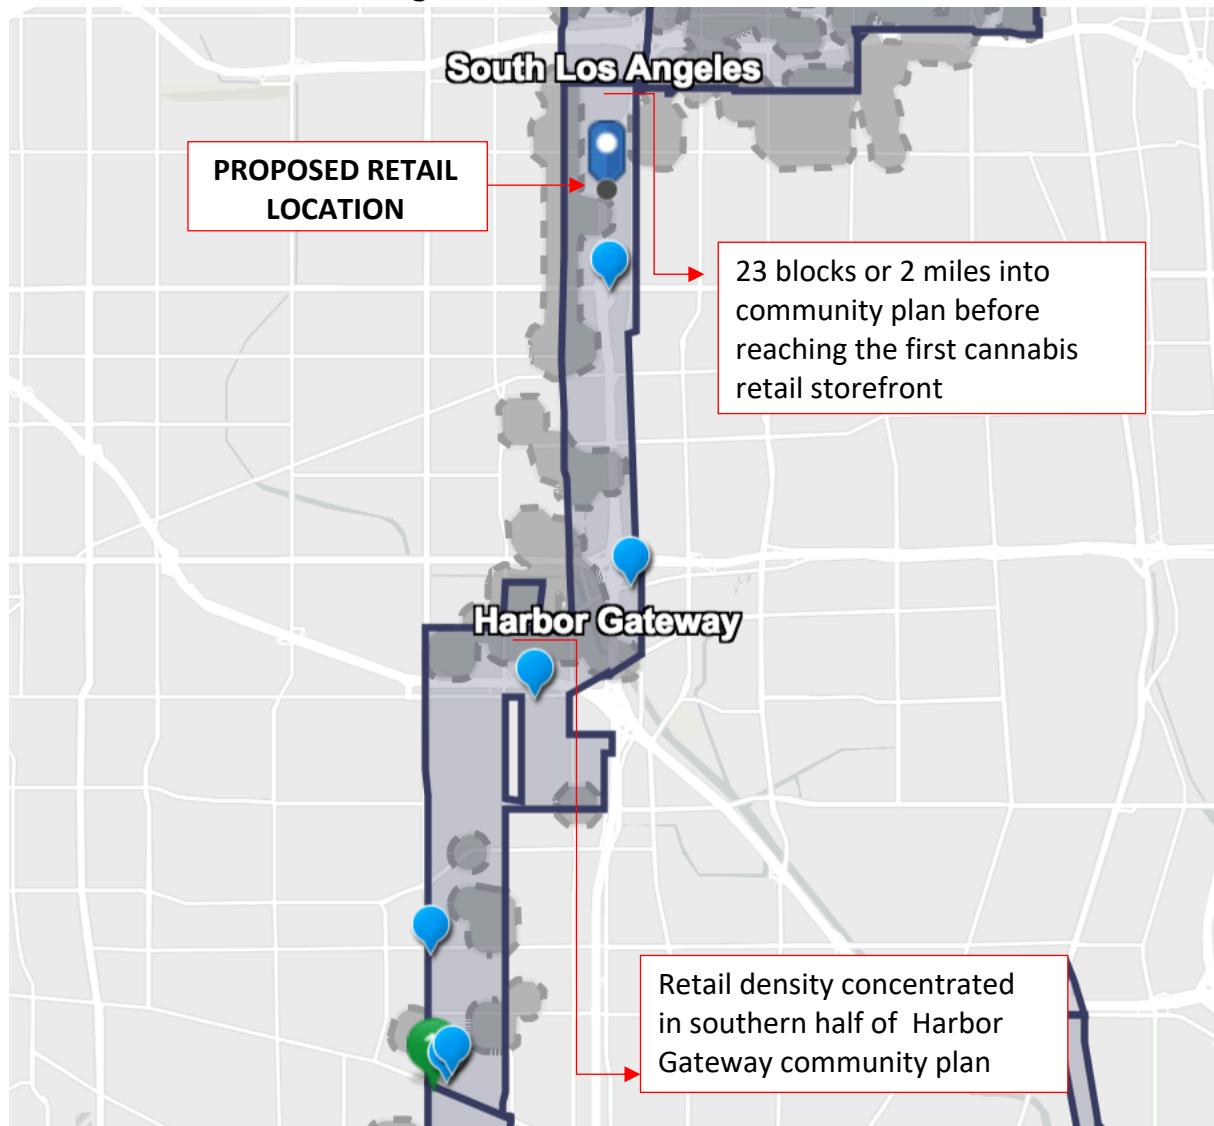 South Los Angeles
PROPOSED RETAIL
LOCATION
23 blocks or 2 miles into
community plan before
reaching the first cannabis
retail storefront
Harbor Gateway
Retail density concentrated
in southern half of Harbor
Gateway community plan